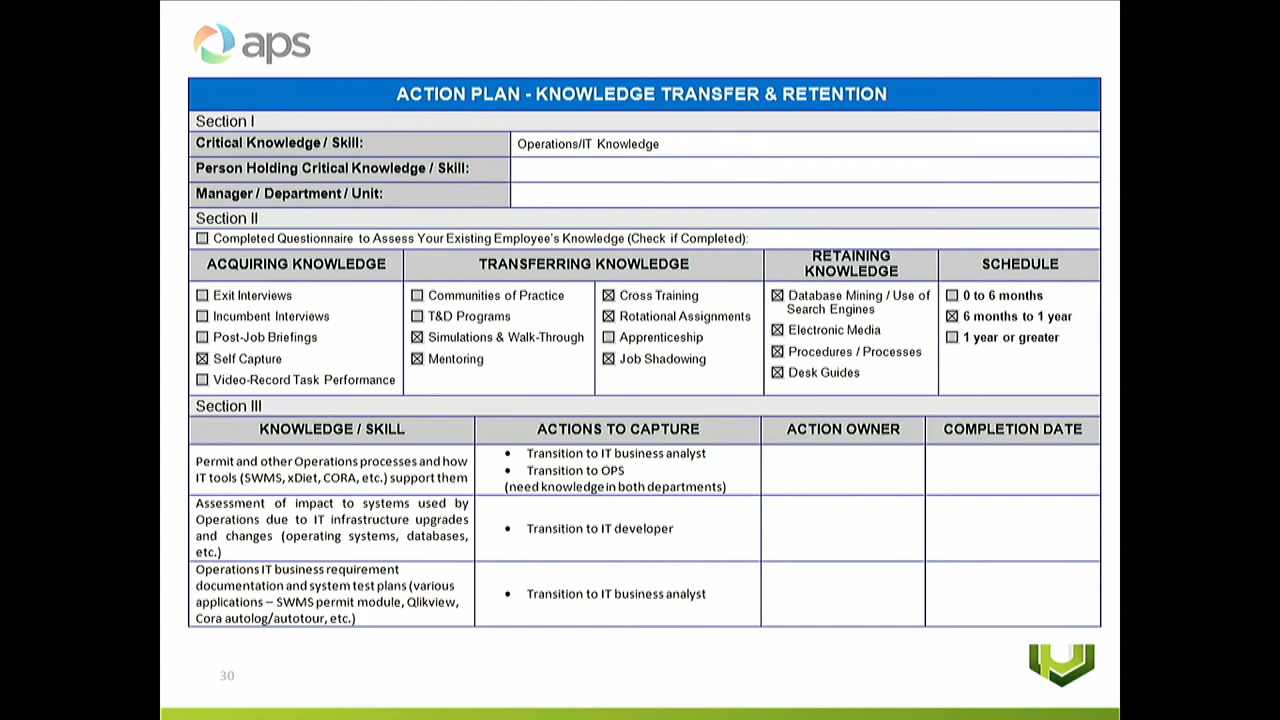 aps
ACTION PLAN - KNOWLEDGE TRANSFER & RETENTION
Section I
Critical Knowledge / Skill:
Operations/IT Knowledge
Person Holding Critical Knowledge / Skill:
Manager / Department / Unit:
Section II
Completed Questionnaire to Assess Your Existing Employee's Knowledge (Check if Completed):
ACQUIRING KNOWLEDGE
TRANSFERRING KNOWLEDGE
RETAINING
KNOWLEDGE
SCHEDULE
Exit Interviews
Incumbent Interviews
Post-Job Briefings
Self Capture
Video-Record Task Performance
Communities of Practice
T&D Programs
Simulations & Walk-Through
Mentoring
Cross Training
Rotational Assignments
Apprenticeship
Job Shadowing
Database Mining / Use of
Search Engines
Electronic Media
Procedures / Processes
Desk Guides
0 to 6 months
6 months to 1 year
1 year or greater
Section III
KNOWLEDGE / SKILL
ACTIONS TO CAPTURE
ACTION OWNER
COMPLETION DATE
Permit and other Operations processes and how
IT tools (SWMS, xDiet, CORA, etc.) support them
• Transition to IT business analyst
• Transition to OPS
(need knowledge in both departments)
Assessment of impact to systems used by
Operations due to IT infrastructure upgrades
and changes (operating systems, databases,
etc.)
• Transition to IT developer
Operations IT business requirement
documentation and system test plans (various
applications – SWMS permit module, Qlikview,
Cora autolog/autotour, etc.)
• Transition to IT business analyst
30